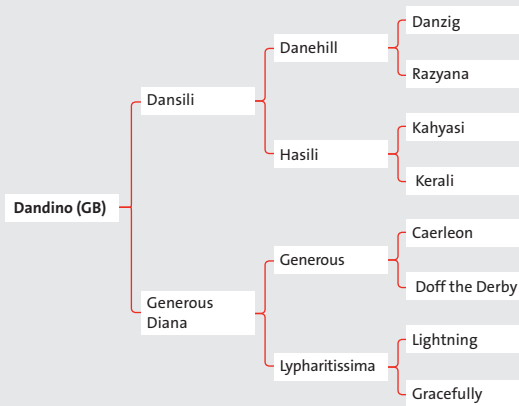 Dandino (GB)
Dansili
Generous
Diana
Danehill
Hasili
Generous
Lypharitissima
Danzig
Razyana
Kahyasi
Kerali
Caerleon
Doff the Derby
Lightning
Gracefully